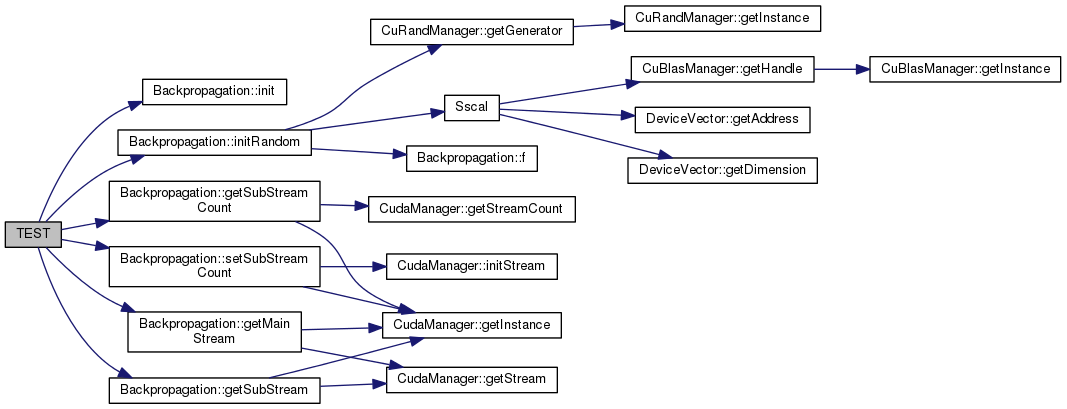 TEST
Backpropagation::init
Backpropagation::initRandom
Backpropagation::getSubStream
Count
Backpropagation::setSubStream
Count
Backpropagation::getMain
Stream
Backpropagation::getSubStream
CuRandManager::getGenerator
Sscal
Backpropagation::f
CudaManager::getStreamCount
CudaManager::initStream
CudaManager::getInstance
CudaManager::getStream
CuRandManager::getInstance
CuBlasManager::getHandle
DeviceVector::getAddress
DeviceVector::getDimension
CuBlasManager::getInstance